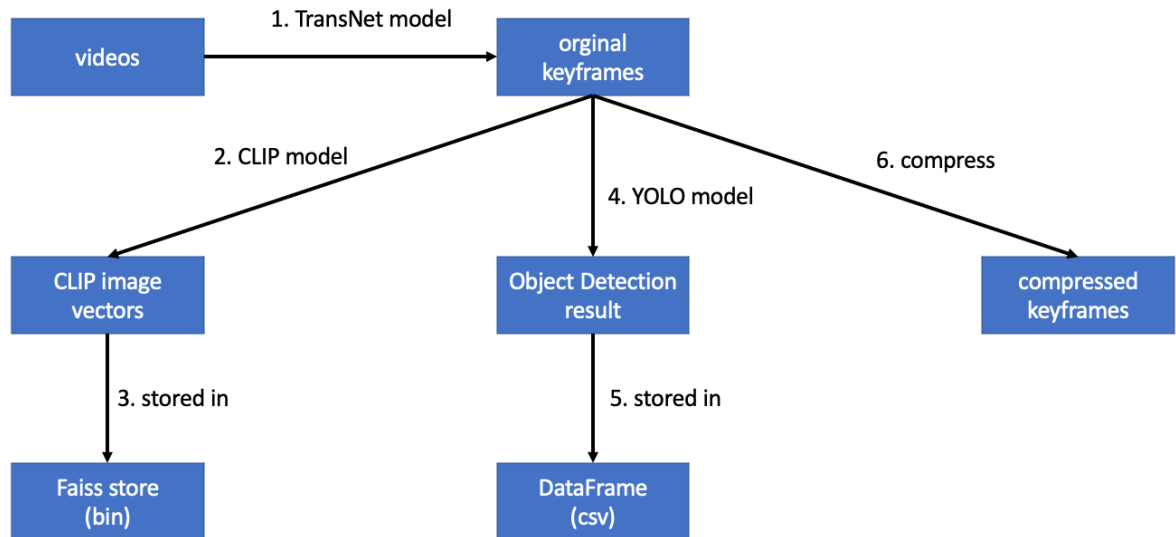 1. TransNet model
videos
orginal
keyframes
2. CLIP model
4. YOLO model
6. compress
CLIP image
vectors
Object Detection
result
compressed
keyframes
3. stored in
5. stored in
Faiss store
(bin)
DataFrame
(csv)